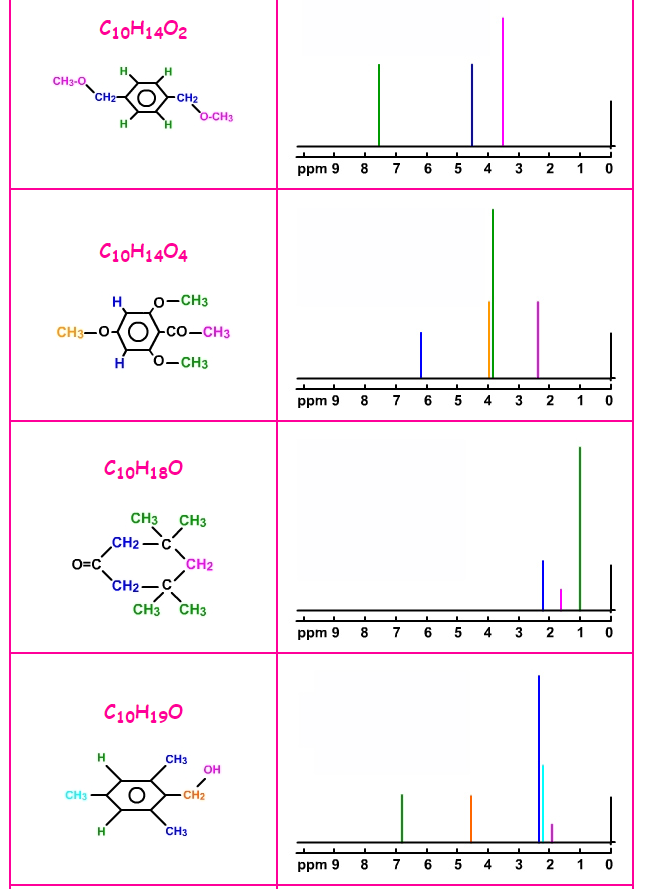 C10H14O2
H H
CH3-O
CH2 CH2
O-CH3
H H
ppm 9 8 7 6 5 4 3 2 1 0
C10H14O4
H O CH3
CH3 O CO CH3
H O CH3
ppm 9 8 7 6 5 4 3 2 1 0
C10H18O
CH3 CH3
CH2 C
O=C CH2
CH2 C
CH3 CH3
ppm 9 8 7 6 5 4 3 2 1 0
C10H19O
H CH3
OH
CH3 CH2
H CH3
ppm 9 8 7 6 5 4 3 2 1 0